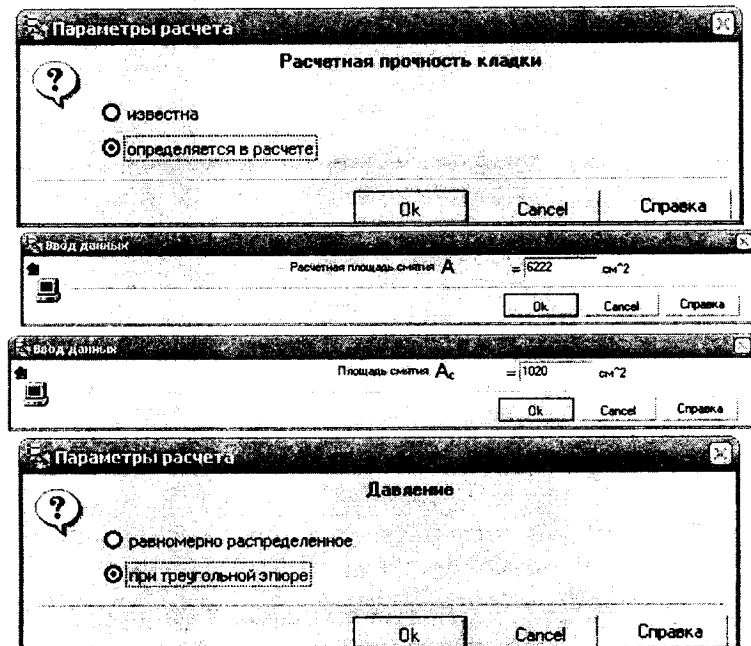 Параметры расчета
Расчетная прочность кладки
?
известна
определяется в расчете
Ok Cancel Справка
Ввод данных
Расчетная площадь смятия A = 6222 см^2
Ok Cancel Справка
Ввод данных
Площадь смятия Ac = 1020 см^2
Ok Cancel Справка
Параметры расчета
Давление
?
равномерно распределенное
при треугольной эпюре
Ok Cancel Справка